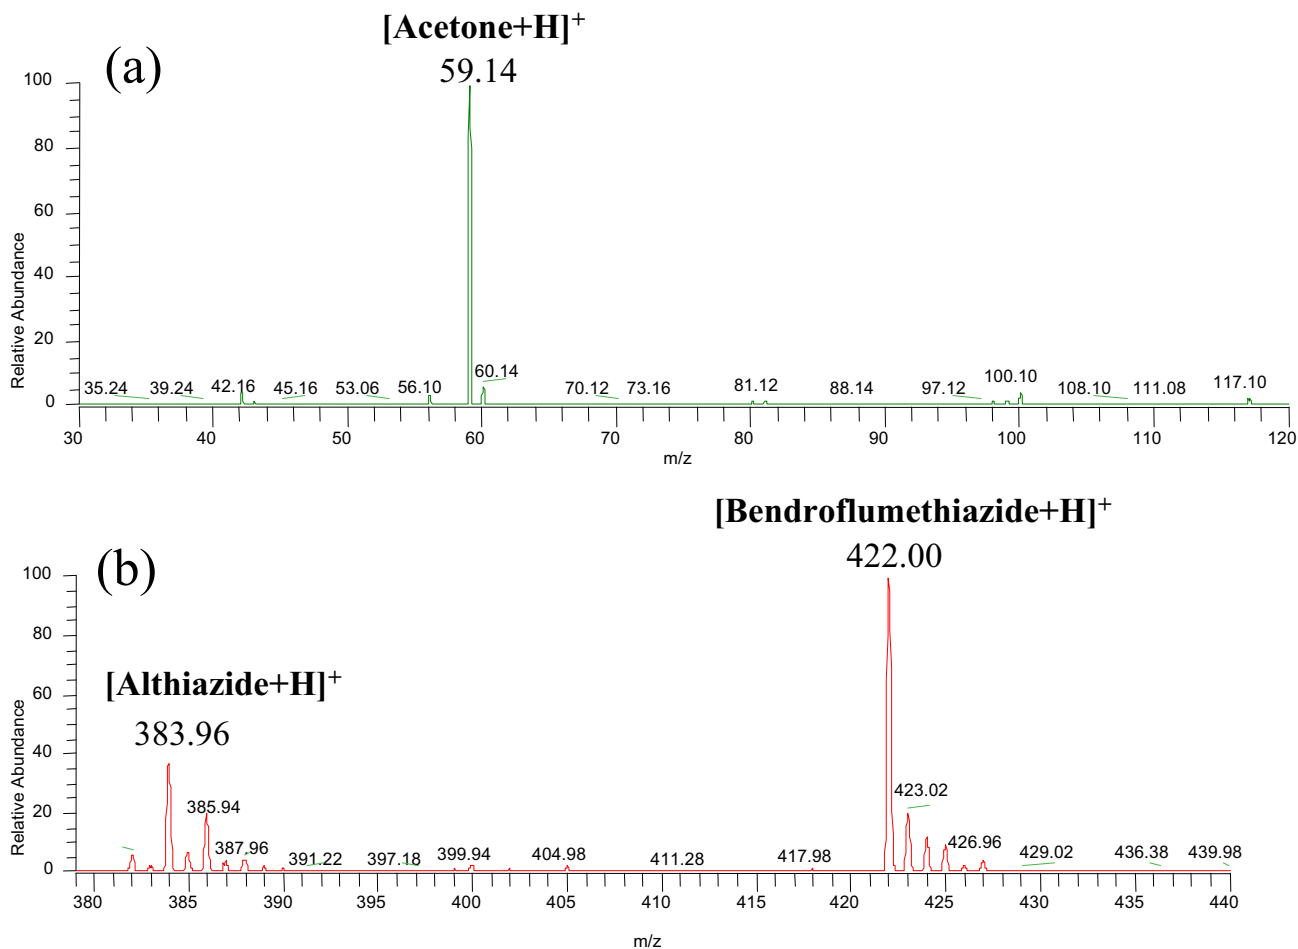 [Acetone+H]+
(a)
59.14
Relative Abundance
100
80
60
40
20
0
35.24 39.24 42.16 45.16 53.06 56.10 60.14 70.12 73.16 81.12 88.14 97.12 100.10 108.10 111.08 117.10
30 40 50 60 70 80 90 100 110 120
m/z
[Bendroflumethiazide+H]+
(b)
422.00
[Althiazide+H]+
383.96
Relative Abundance
100
80
60
40
20
0
385.94 387.96 391.22 397.18 399.94 404.98 411.28 417.98 423.02 426.96 429.02 436.38 439.98
380 385 390 395 400 405 410 415 420 425 430 435 440
m/z